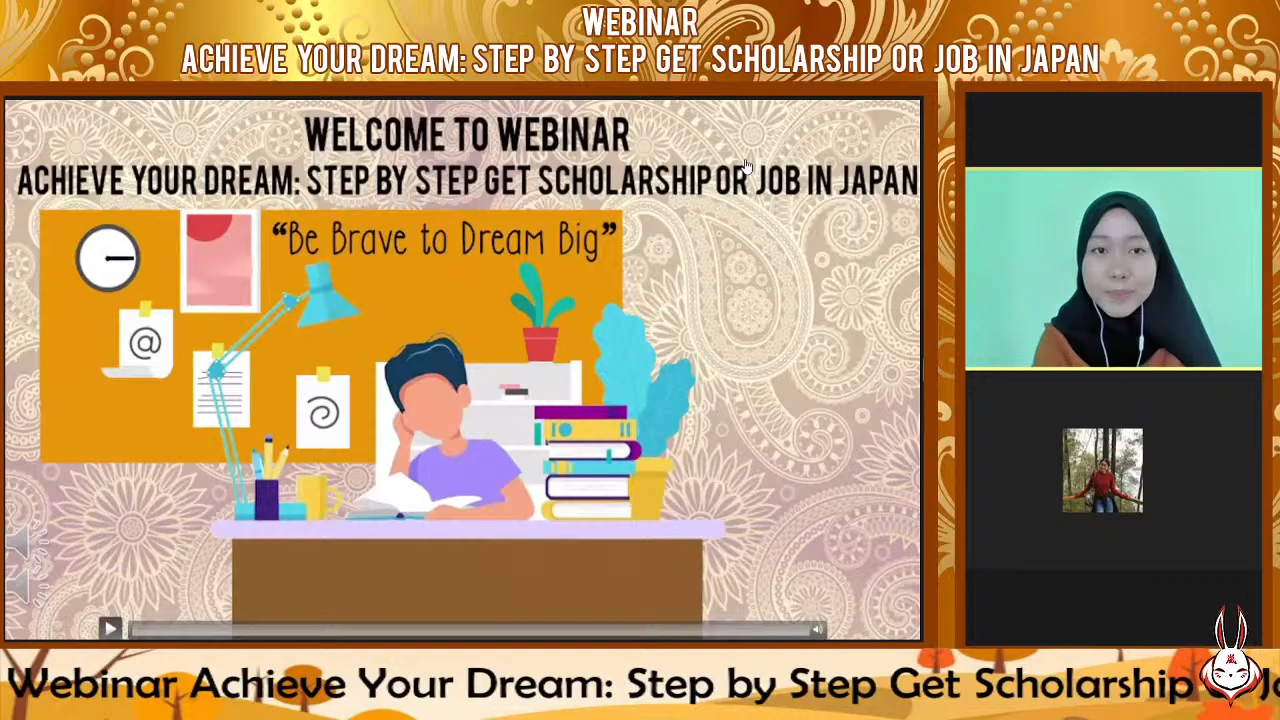 WEBINAR
ACHIEVE YOUR DREAM: STEP BY STEP GET SCHOLARSHIP OR JOB IN JAPAN
WELCOME TO WEBINAR
ACHIEVE YOUR DREAM: STEP BY STEP GET SCHOLARSHIP OR JOB IN JAPAN
“Be Brave to Dream Big”
@
Webinar Achieve Your Dream: Step by Step Get Scholarship